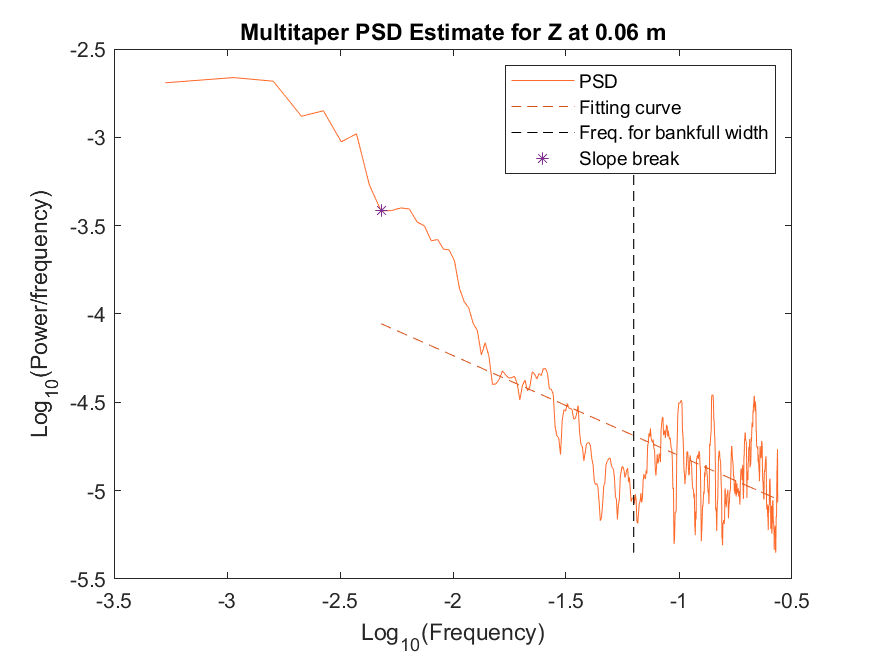 Multitaper PSD Estimate for Z at 0.06 m
-2.5
-3
-3.5
-4
-4.5
-5
-5.5
Log10(Power/frequency)
PSD
Fitting curve
Freq. for bankfull width
Slope break
-3.5 -3 -2.5 -2 -1.5 -1 -0.5
Log10(Frequency)